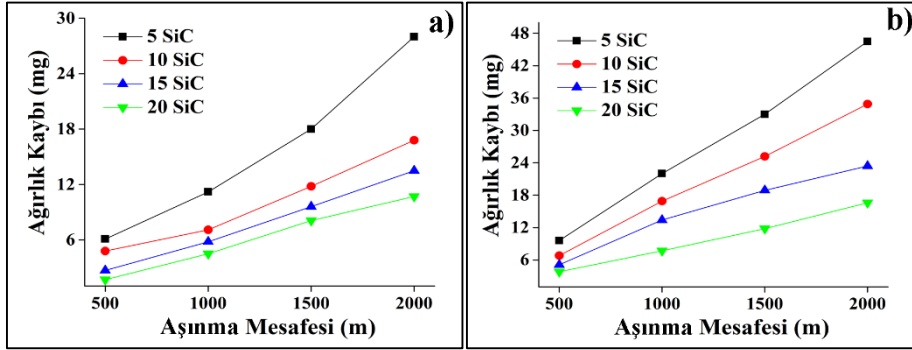 a)
Ağırlık Kaybı (mg)
30
24
18
12
6
5 SiC
10 SiC
15 SiC
20 SiC
500 1000 1500 2000
Aşınma Mesafesi (m)
b)
Ağırlık Kaybı (mg)
48
42
36
30
24
18
12
6
5 SiC
10 SiC
15 SiC
20 SiC
500 1000 1500 2000
Aşınma Mesafesi (m)